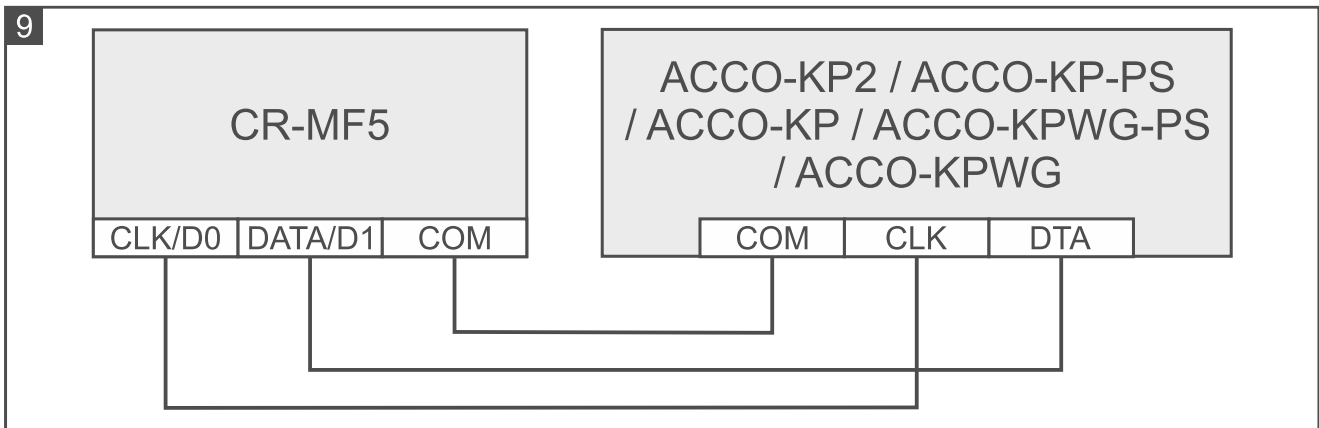 9
CR-MF5
ACCO-KP2 / ACCO-KP-PS
/ ACCO-KP / ACCO-KPWG-PS
/ ACCO-KPWG
CLK/D0 DATA/D1 COM
COM CLK DTA